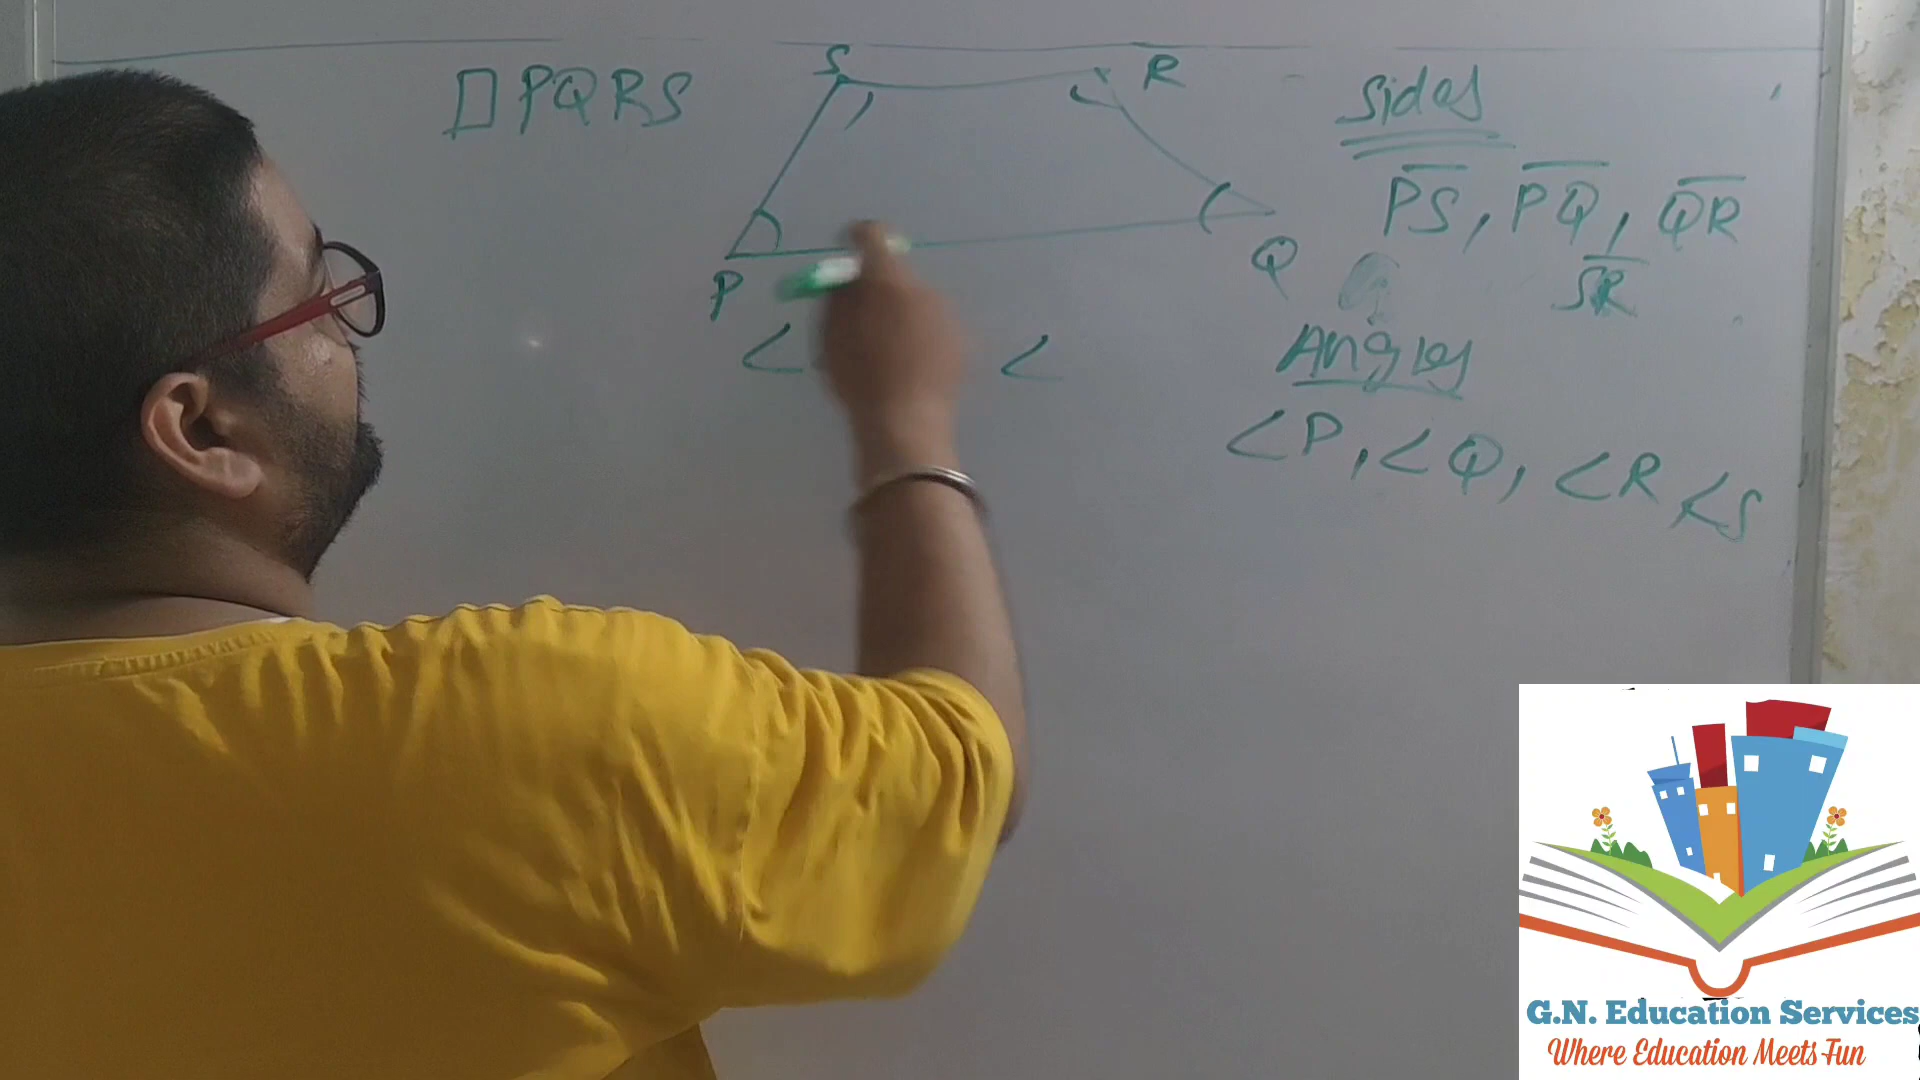 □PQRS
S
R
P
Q
<
<
Sides
PS, PQ, QR
SR
Angles
<P, <Q, <R <S
G.N. Education Services
Where Education Meets Fun